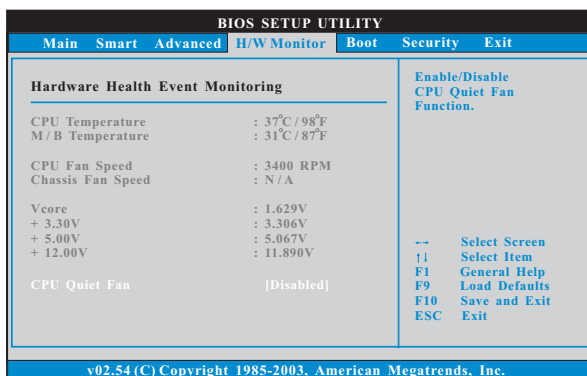 BIOS SETUP UTILITY
Main Smart Advanced H/W Monitor Boot Security Exit
Hardware Health Event Monitoring
CPU Temperature : 37°C / 98°F
M / B Temperature : 31°C / 87°F
CPU Fan Speed : 3400 RPM
Chassis Fan Speed : N / A
Vcore : 1.629V
+ 3.30V : 3.306V
+ 5.00V : 5.067V
+ 12.00V : 11.890V
CPU Quiet Fan [Disabled]
Enable/Disable
CPU Quiet Fan
Function.
←→ Select Screen
↑↓ Select Item
F1 General Help
F9 Load Defaults
F10 Save and Exit
ESC Exit
v02.54 (C) Copyright 1985-2003, American Megatrends, Inc.